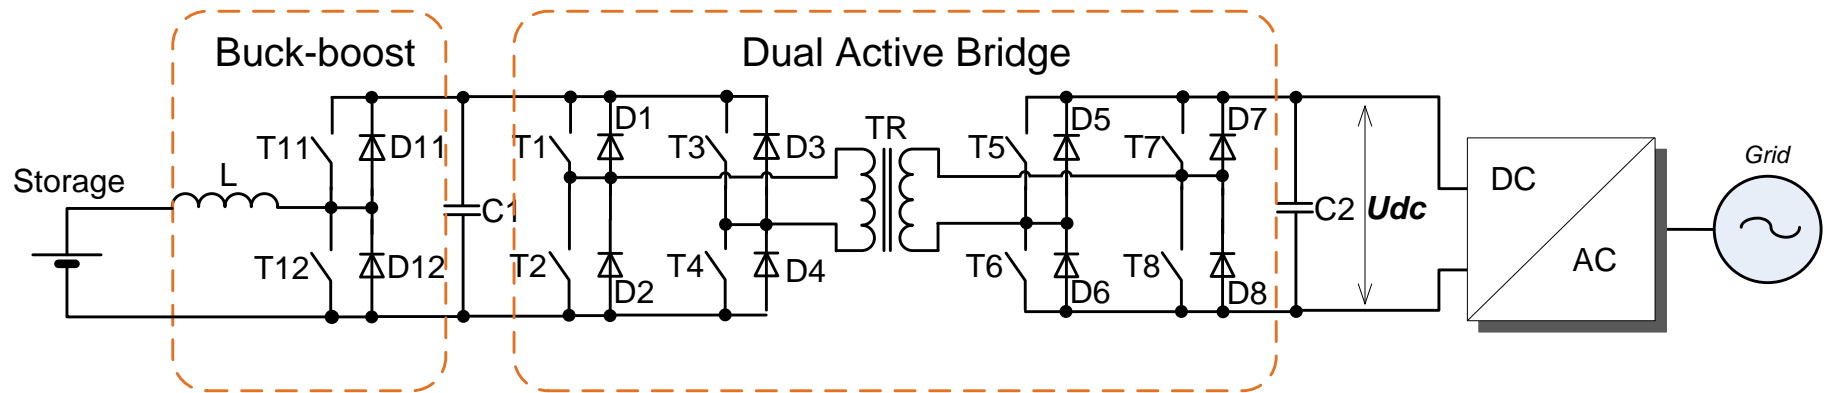 Buck-boost
Dual Active Bridge
Storage
L
T11
D11
T12
D12
C1
T1
D1
T2
D2
T3
D3
T4
D4
TR
T5
D5
T6
D6
T7
D7
T8
D8
C2
Udc
DC
AC
Grid